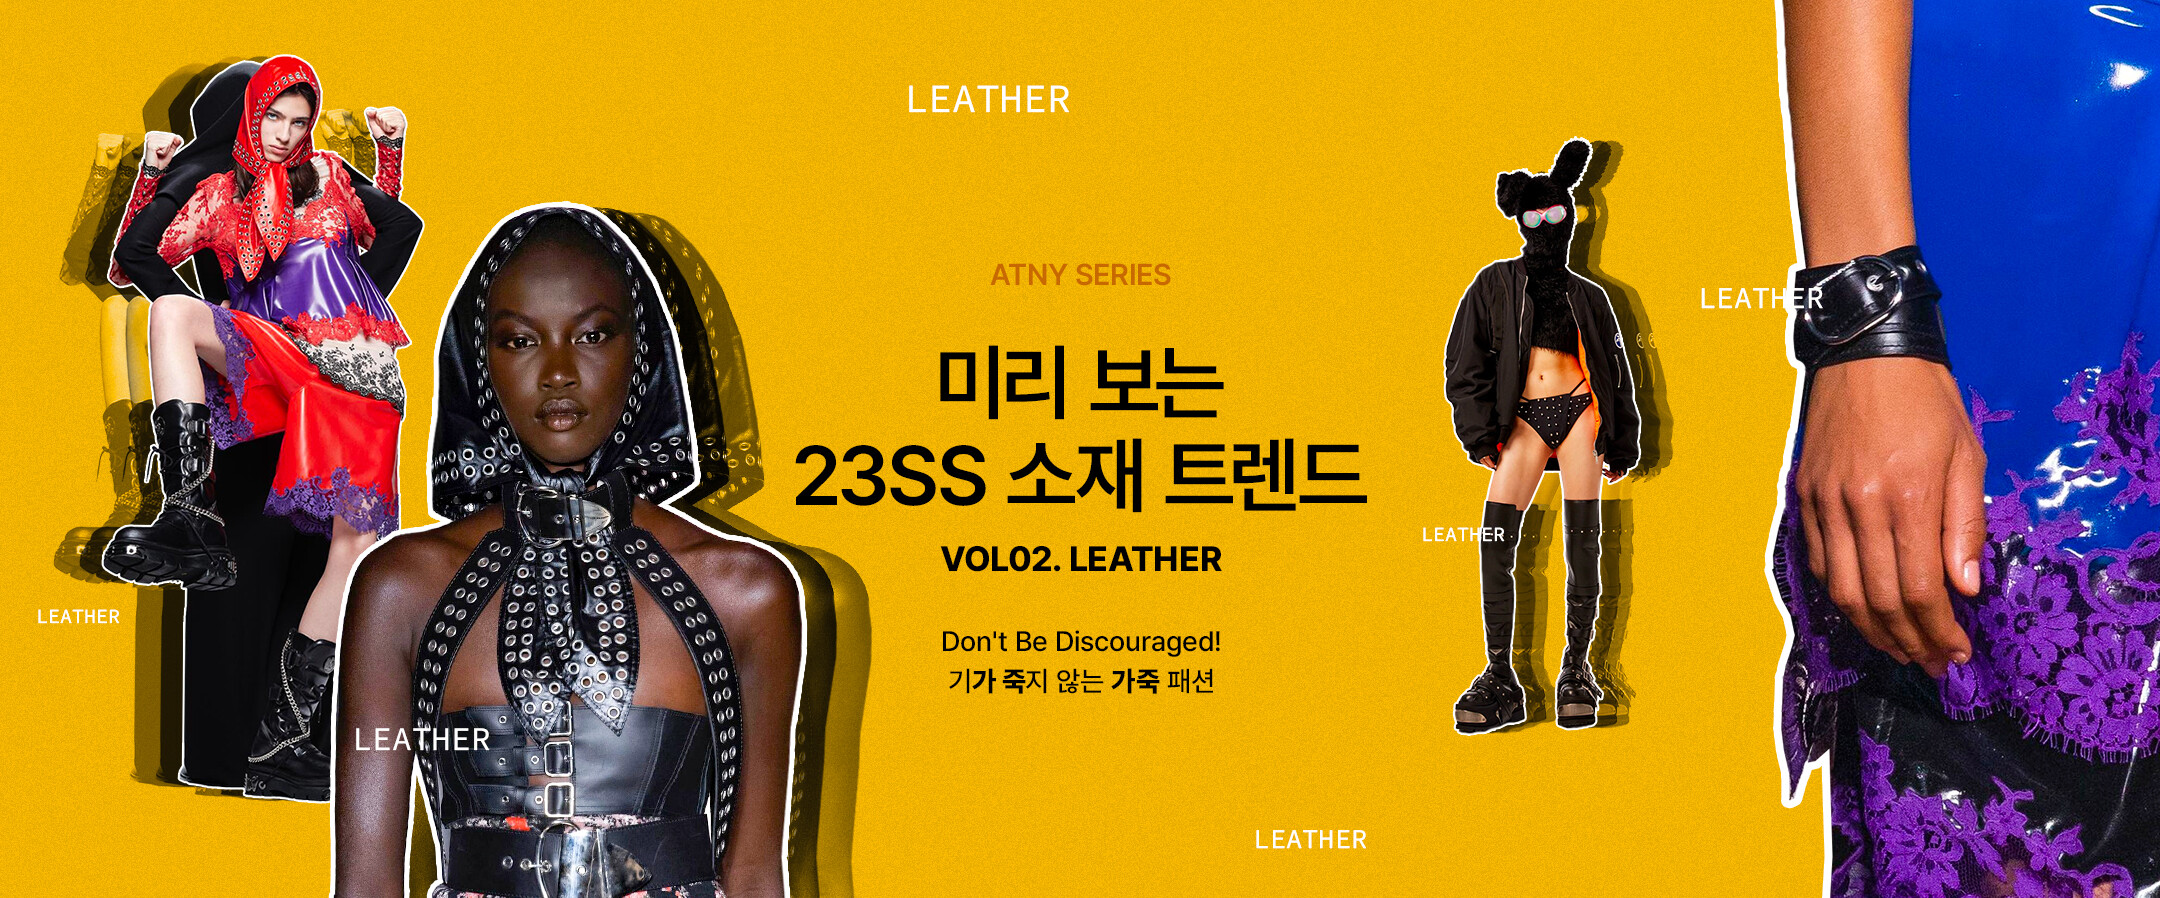 LEATHER
ATNY SERIES
LEATHER
미리 보는
23SS 소재 트렌드
LEATHER
VOL02. LEATHER
LEATHER
Don't Be Discouraged!
기가 죽지 않는 가죽 패션
LEATHER
LEATHER